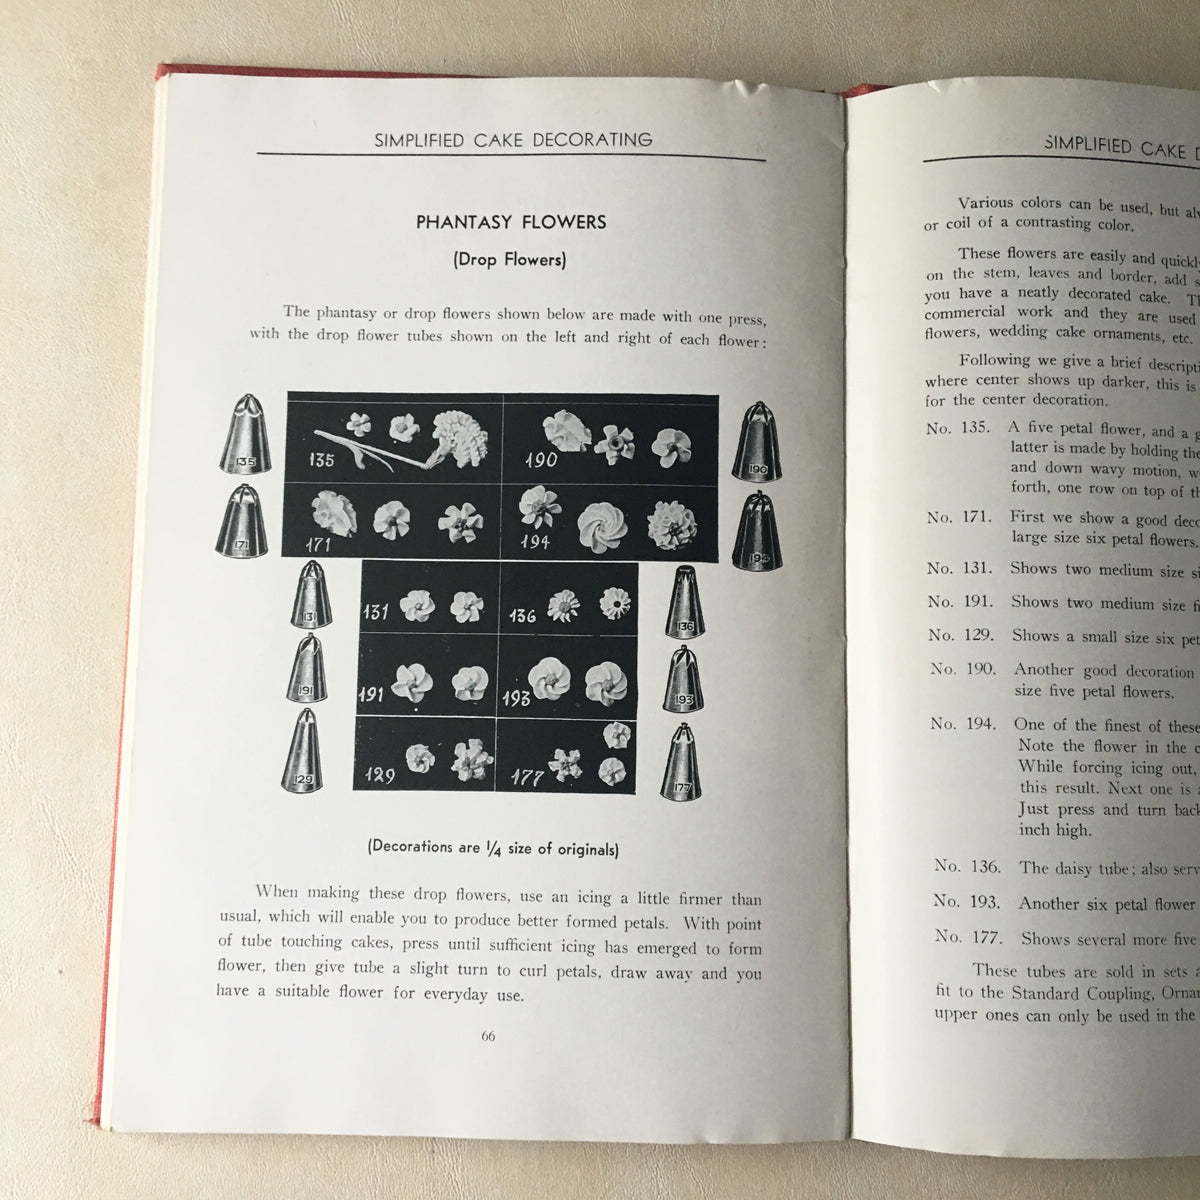 SIMPLIFIED CAKE DECORATING
PHANTASY FLOWERS
(Drop Flowers)
The phantasy or drop flowers shown below are made with one press,
with the drop flower tubes shown on the left and right of each flower:
135
135
190
190
171
171
194
194
131
131
136
136
191
191
193
193
129
129
177
177
(Decorations are 1/4 size of originals)
When making these drop flowers, use an icing a little firmer than
usual, which will enable you to produce better formed petals. With point
of tube touching cakes, press until sufficient icing has emerged to form
flower, then give tube a slight turn to curl petals, draw away and you
have a suitable flower for everyday use.
66
SIMPLIFIED CAKE
Various colors can be used, but
or coil of a contrasting color.
These flowers are easily and
on the stem, leaves and border, add
you have a neatly decorated cake.
commercial work and they are used
flowers, wedding cake ornaments, etc.
Following we give a brief
where center shows up darker, this is
for the center decoration.
No. 135. A five petal flower, and a
latter is made by holding the
and down wavy motion,
forth, one row on top of
No. 171. First we show a good
large size six petal flowers.
No. 131. Shows two medium size
No. 191. Shows two medium size
No. 129. Shows a small size six
No. 190. Another good decoration
size five petal flowers.
No. 194. One of the finest of these
Note the flower in the
While forcing icing out,
this result. Next one is
Just press and turn
inch high.
No. 136. The daisy tube; also
No. 193. Another six petal flower
No. 177. Shows several more five
These tubes are sold in sets
fit to the Standard Coupling,
upper ones can only be used in the